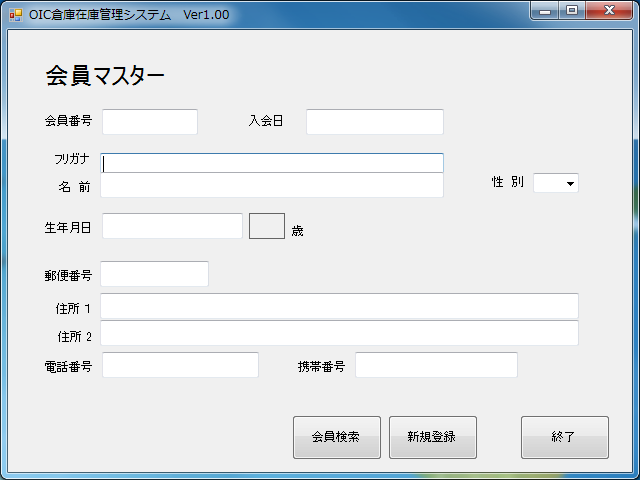 OIC倉庫在庫管理システム Ver1.00
会員マスター
会員番号 入会日
フリガナ
名 前 性 別
生年月日 歳
郵便番号
住所 1
住所 2
電話番号 携帯番号
会員検索 新規登録 終了